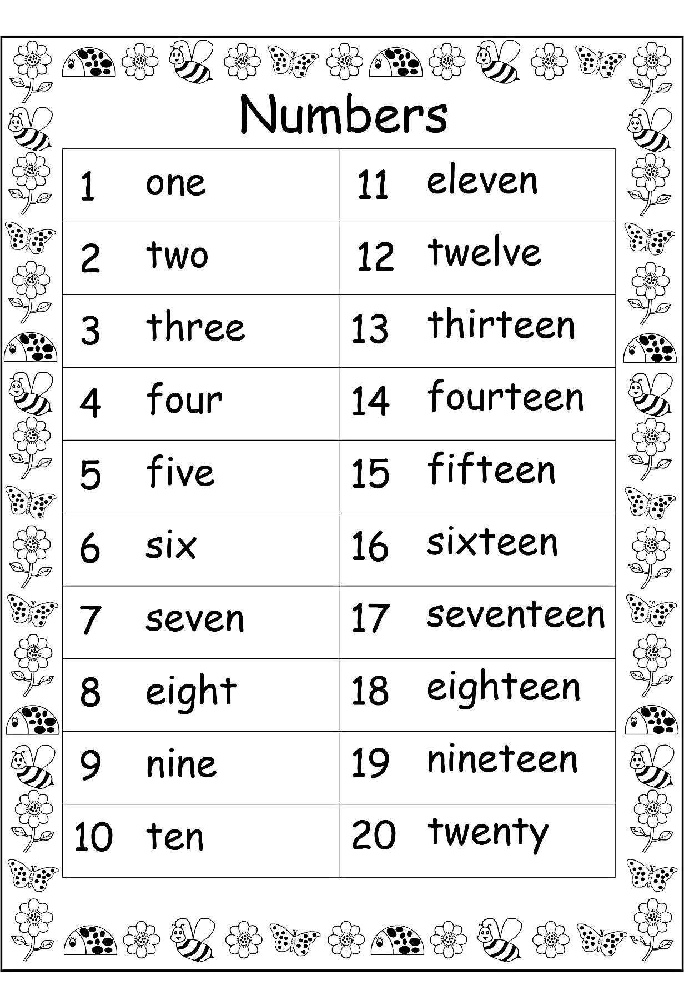 Numbers
1 one 11 eleven
2 two 12 twelve
3 three 13 thirteen
4 four 14 fourteen
5 five 15 fifteen
6 six 16 sixteen
7 seven 17 seventeen
8 eight 18 eighteen
9 nine 19 nineteen
10 ten 20 twenty